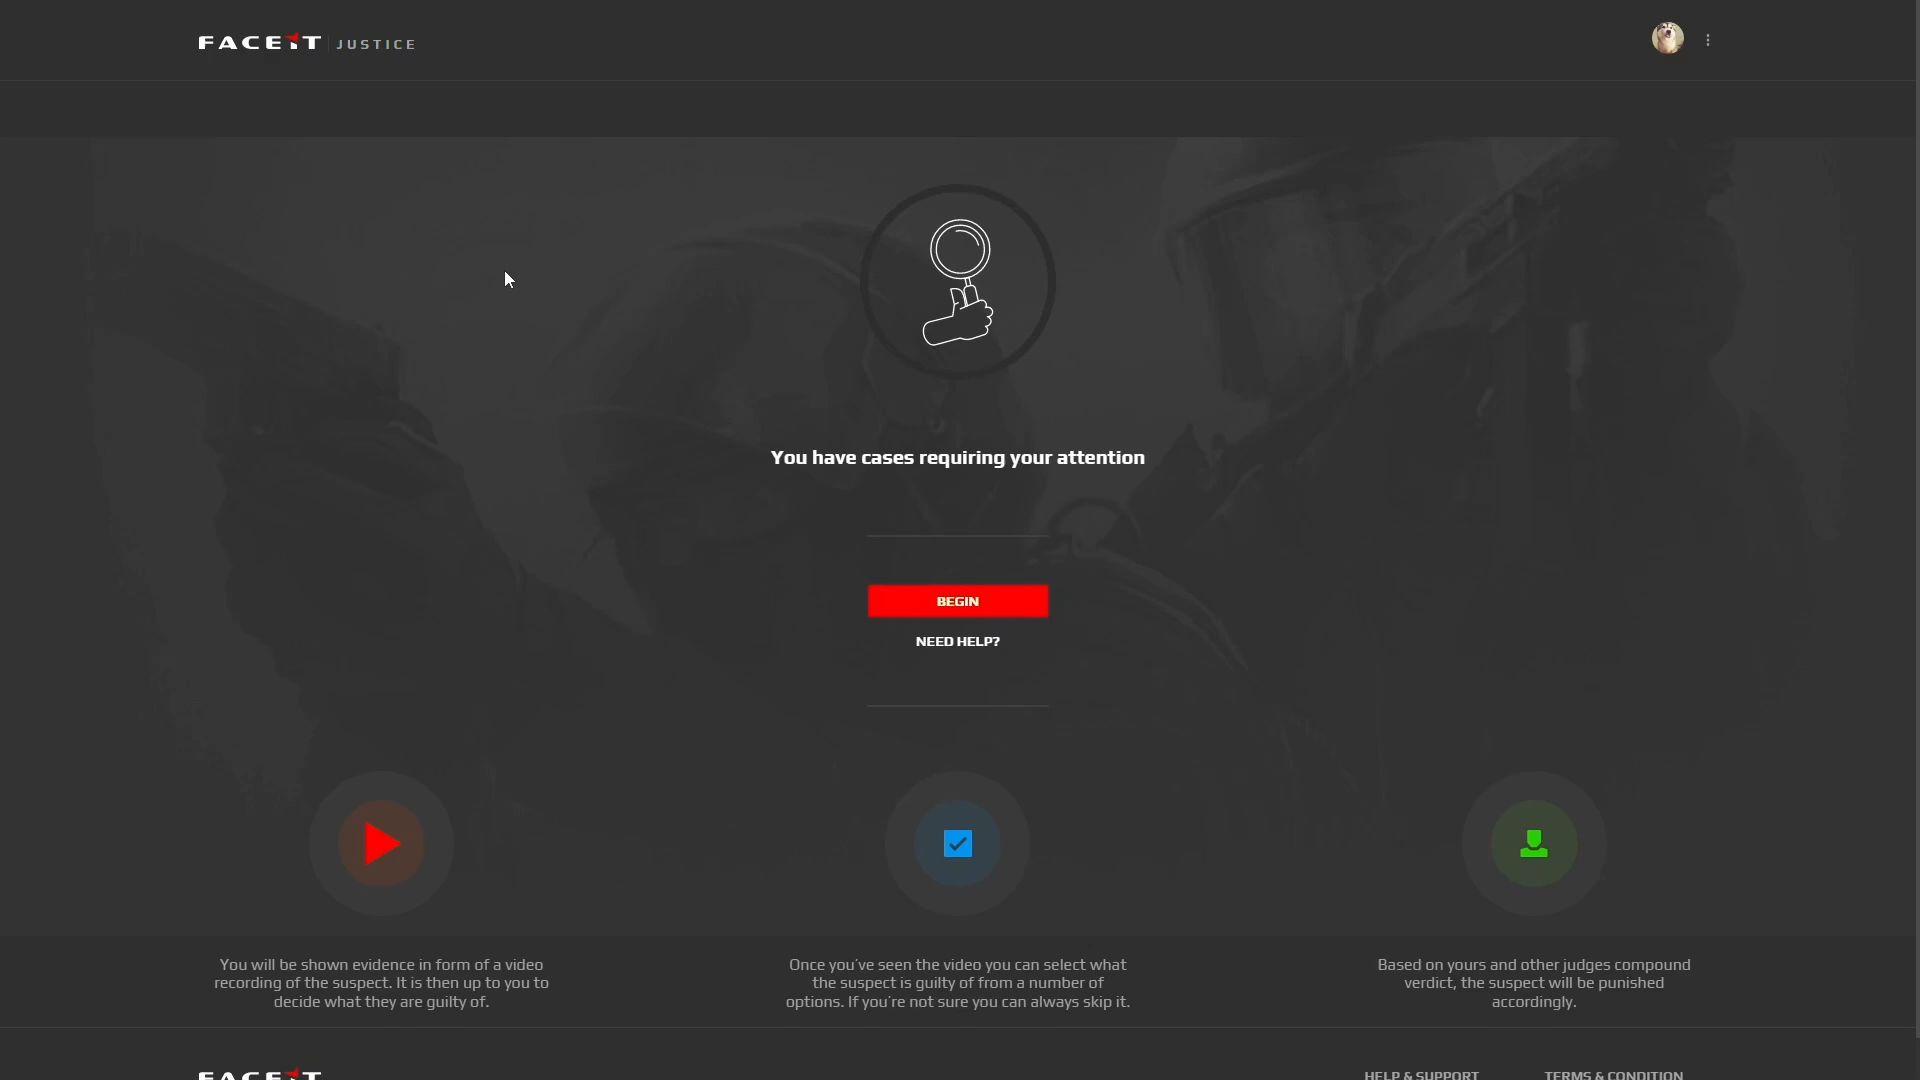 FACEIT JUSTICE
You have cases requiring your attention
BEGIN
NEED HELP?
You will be shown evidence in form of a video
recording of the suspect. It is then up to you to
decide what they are guilty of.
Once you've seen the video you can select what
the suspect is guilty of from a number of
options. If you're not sure you can always skip it.
Based on yours and other judges compound
verdict, the suspect will be punished
accordingly.
FACEIT
HELP & SUPPORT
TERMS & CONDITION